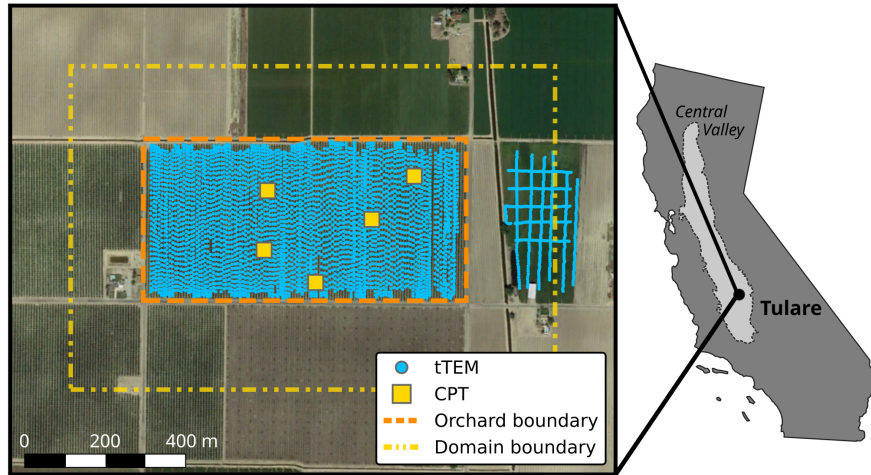 Central
Valley
Tulare
tTEM
CPT
Orchard boundary
Domain boundary
0 200 400 m